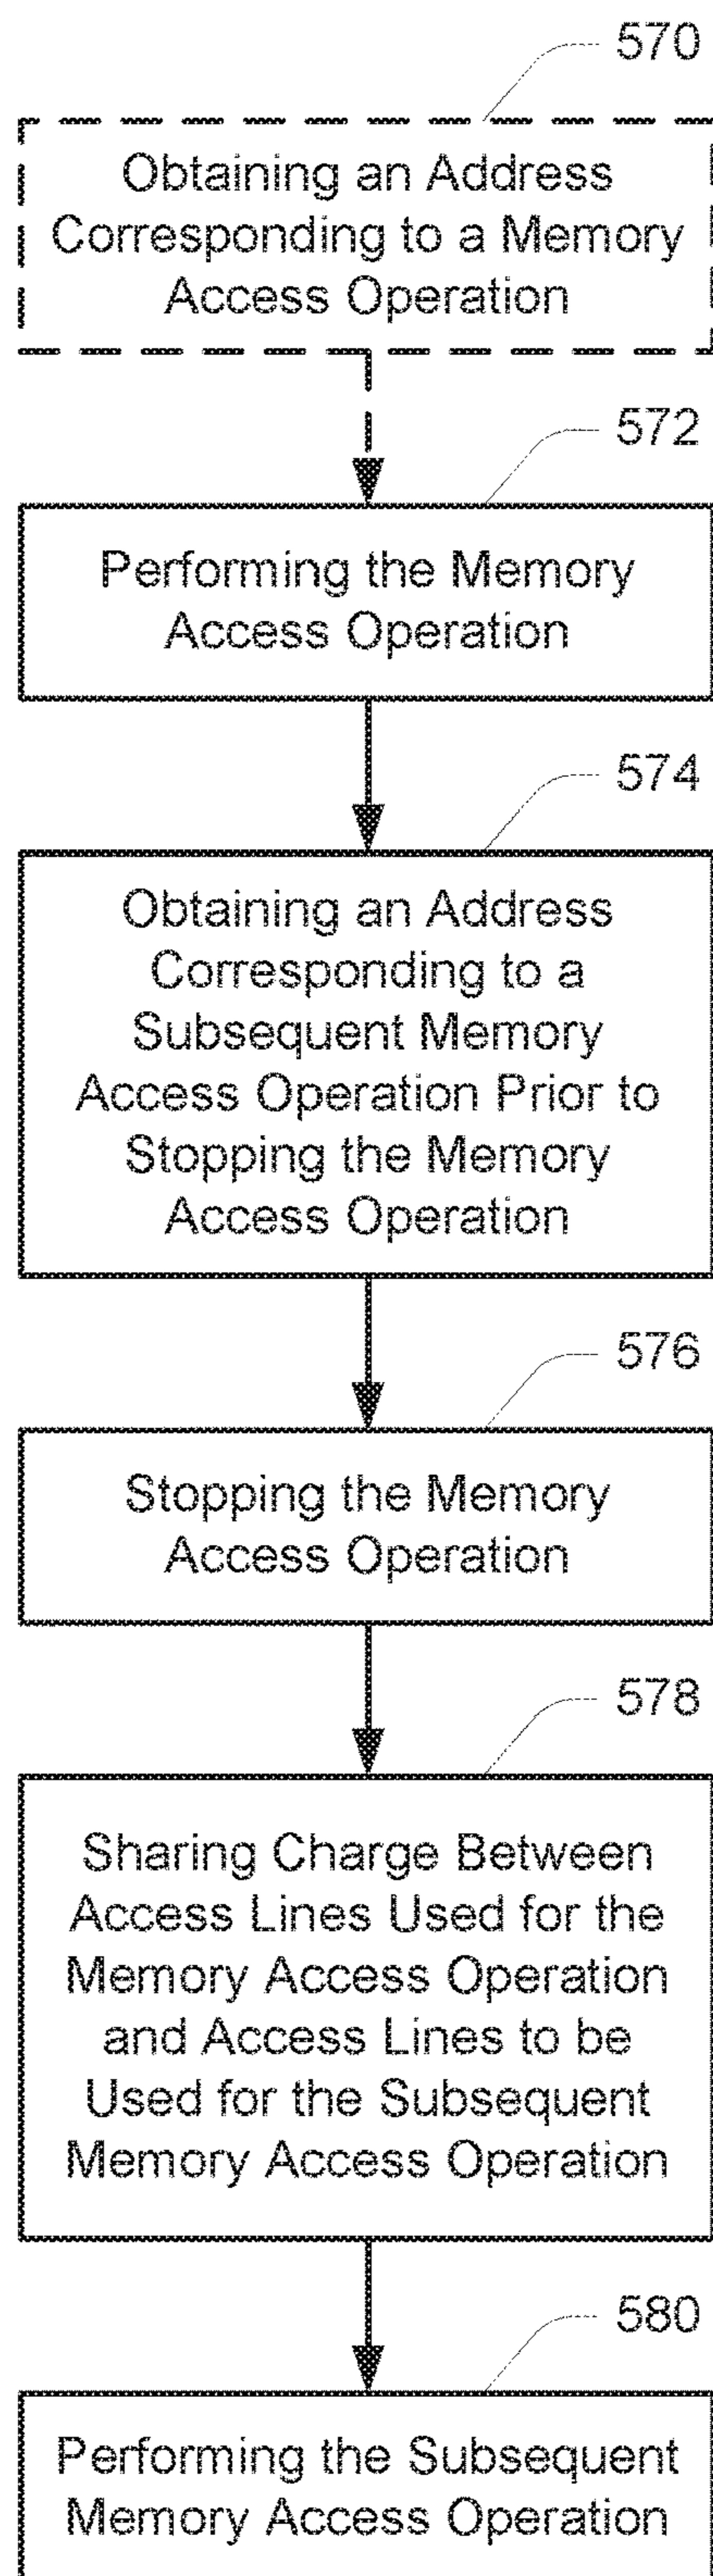 570
Obtaining an Address
Corresponding to a Memory
Access Operation
572
Performing the Memory
Access Operation
574
Obtaining an Address
Corresponding to a
Subsequent Memory
Access Operation Prior to
Stopping the Memory
Access Operation
576
Stopping the Memory
Access Operation
578
Sharing Charge Between
Access Lines Used for the
Memory Access Operation
and Access Lines to be
Used for the Subsequent
Memory Access Operation
580
Performing the Subsequent
Memory Access Operation